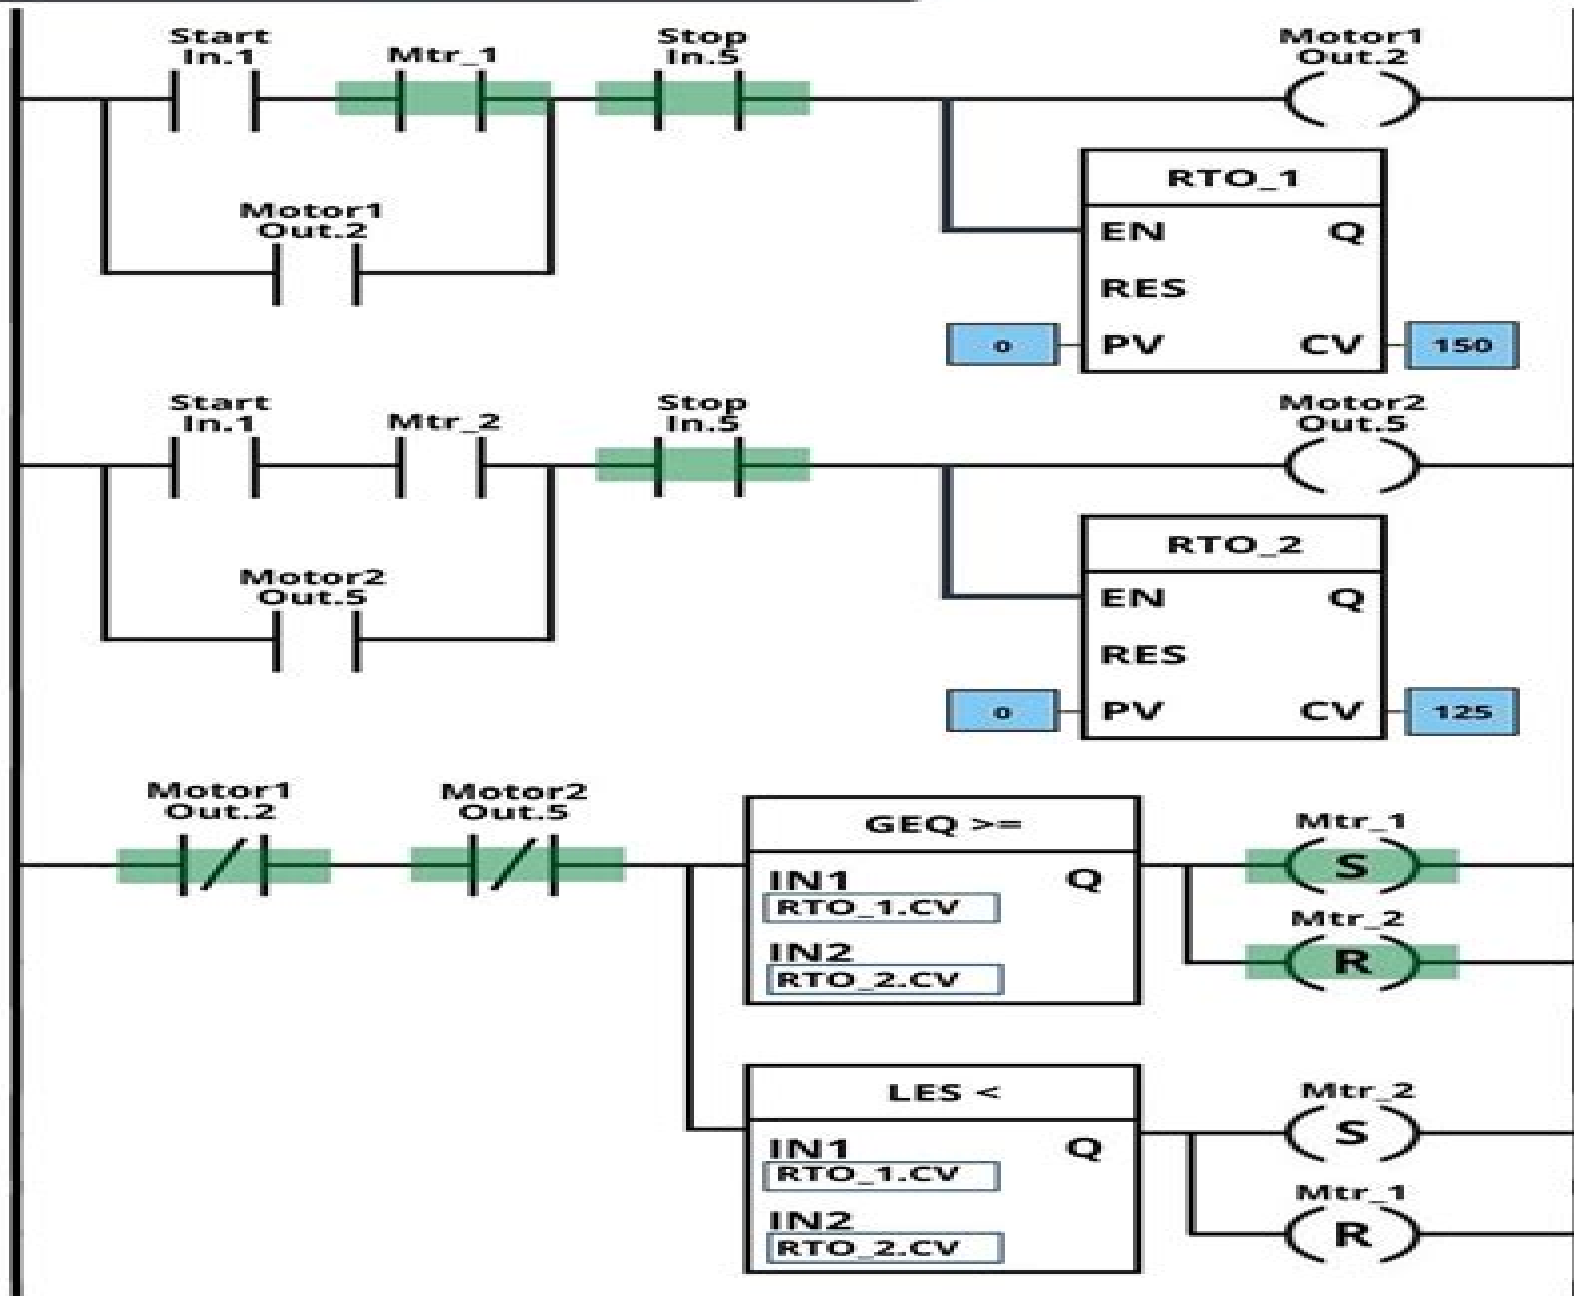 Start
In.1
Mtr_1
Stop
In.5
Motor1
Out.2
Motor1
Out.2
RTO_1
EN Q
RES
0 PV CV 150
Start
In.1
Mtr_2
Stop
In.5
Motor2
Out.5
Motor2
Out.5
RTO_2
EN Q
RES
0 PV CV 125
Motor1
Out.2
Motor2
Out.5
GEQ >=
IN1 Q
RTO_1.CV
IN2
RTO_2.CV
Mtr_1
S
Mtr_2
R
LES <
IN1 Q
RTO_1.CV
IN2
RTO_2.CV
Mtr_2
S
Mtr_1
R